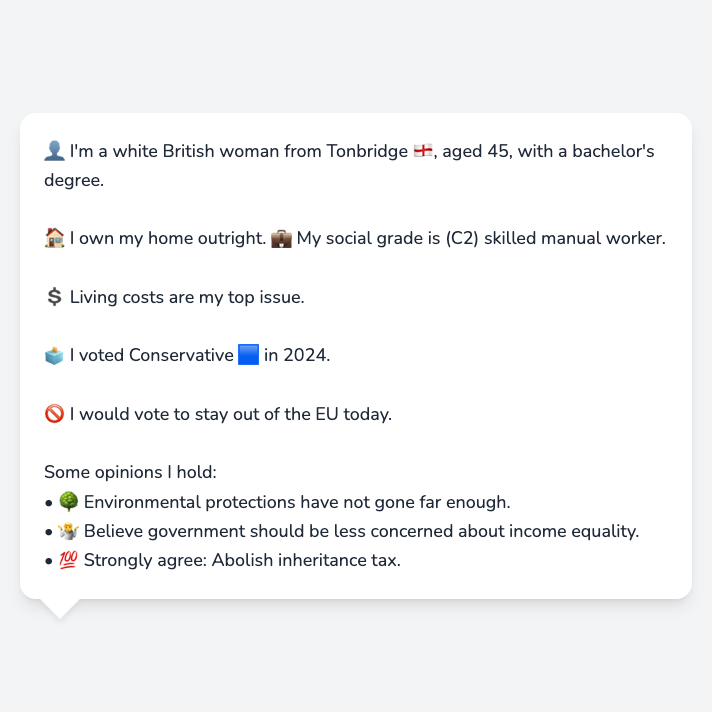 👤 I'm a white British woman from Tonbridge 🏴󠁧󠁢󠁥󠁮󠁧󠁿, aged 45, with a bachelor's
degree.
🏠 I own my home outright. 💼 My social grade is (C2) skilled manual worker.
💲 Living costs are my top issue.
🗳️ I voted Conservative 🟦 in 2024.
🚫 I would vote to stay out of the EU today.
Some opinions I hold:
• 🌳 Environmental protections have not gone far enough.
• 🤷 Believe government should be less concerned about income equality.
• 💯 Strongly agree: Abolish inheritance tax.